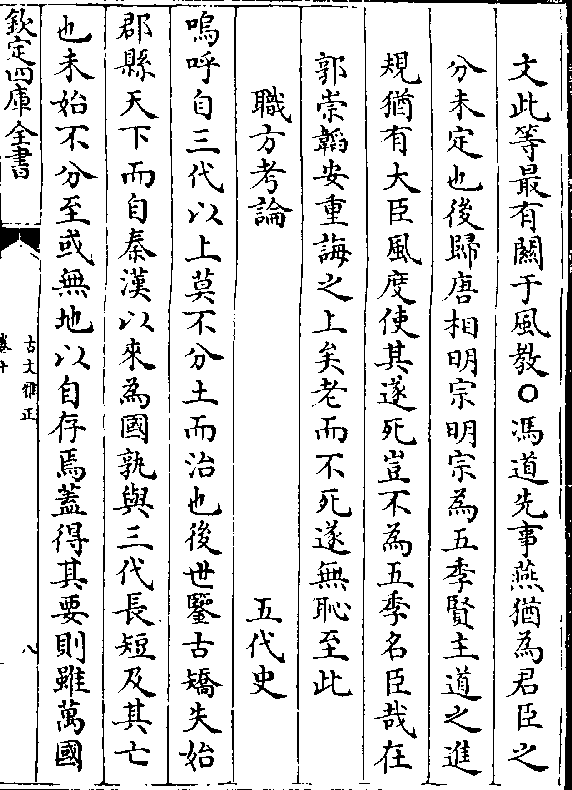 文此等最有關于風教○馮道先事燕猶為君臣之
分未定也後歸唐相明宗明宗為五季賢主道之進
規猶有大臣風度使其遂死豈不為五季名臣哉在
郭崇韜安重誨之上矣老而不死遂無恥至此
職方考論　五代史
嗚呼自三代以上莫不分土而治也後世鑒古矯失始
郡縣天下而自秦漢以來為國孰與三代長短及其亡
也未始不分至或無地以自存焉蓋得其要則雖萬國
欽定四庫全書
古文雅正
卷十
八